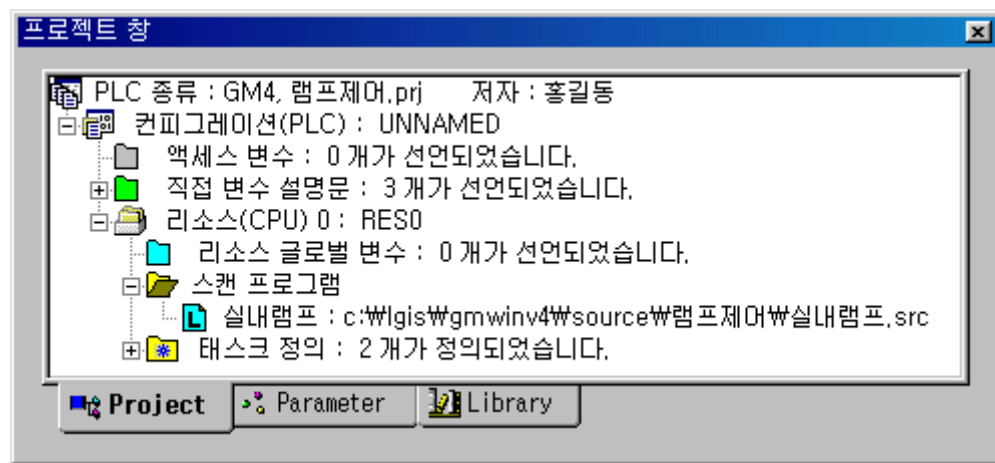 프로젝트 창
PLC 종류 : GM4, 램프제어.prj 저자 : 홍길동
컨피그레이션(PLC) : UNNAMED
액세스 변수 : 0 개가 선언되었습니다.
직접 변수 설명문 : 3 개가 선언되었습니다.
리소스(CPU) 0 : RES0
리소스 글로벌 변수 : 0 개가 선언되었습니다.
스캔 프로그램
실내램프 : c:₩lgis₩gmwinv4₩source₩램프제어₩실내램프.src
태스크 정의 : 2 개가 정의되었습니다.
Project Parameter Library